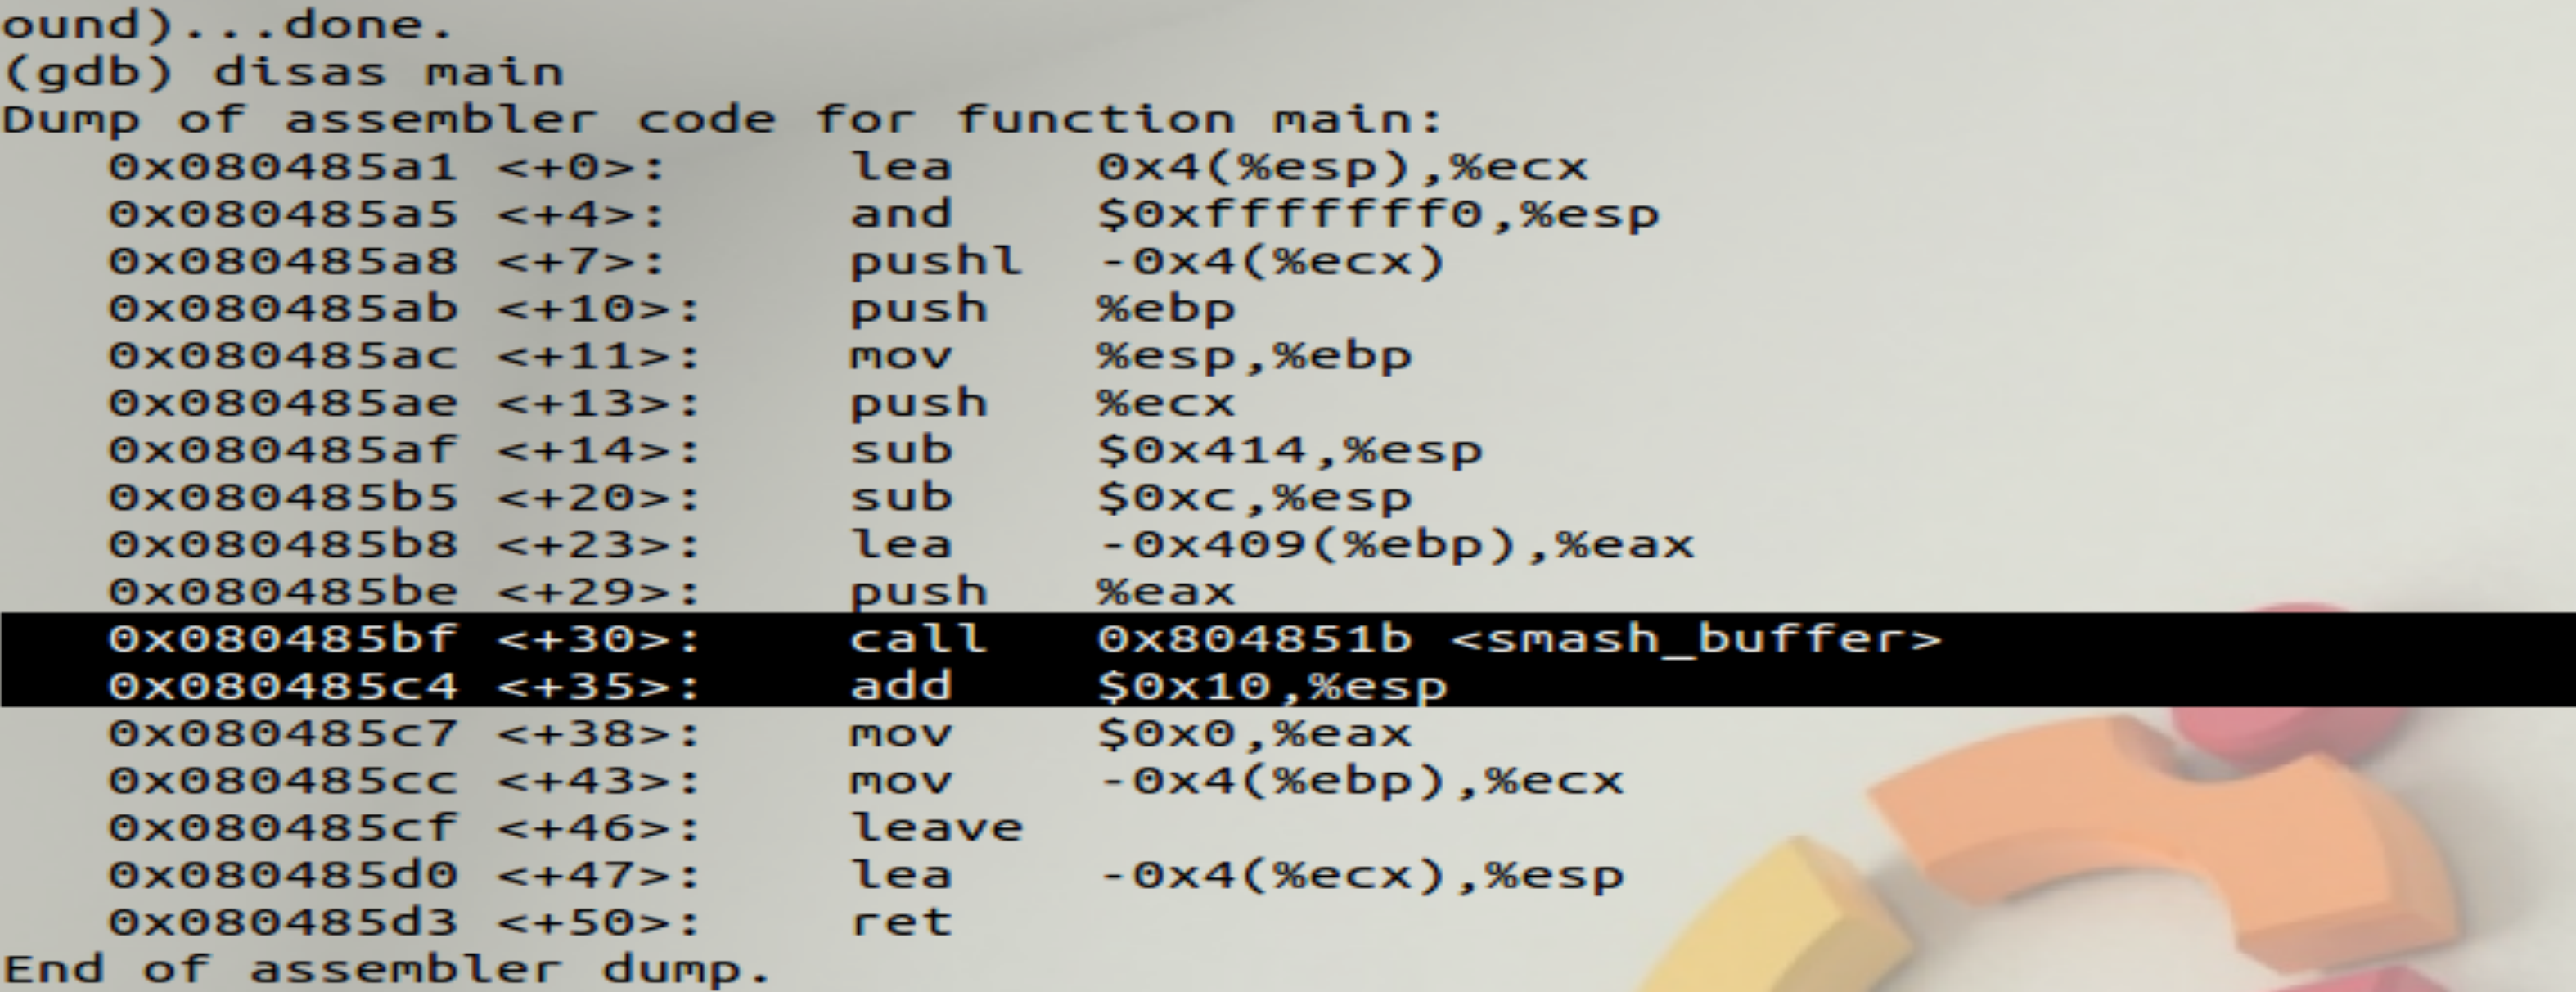 ound)...done.
(gdb) disas main
Dump of assembler code for function main:
   0x080485a1 <+0>:     lea    0x4(%esp),%ecx
   0x080485a5 <+4>:     and    $0xfffffff0,%esp
   0x080485a8 <+7>:     pushl  -0x4(%ecx)
   0x080485ab <+10>:    push   %ebp
   0x080485ac <+11>:    mov    %esp,%ebp
   0x080485ae <+13>:    push   %ecx
   0x080485af <+14>:    sub    $0x414,%esp
   0x080485b5 <+20>:    sub    $0xc,%esp
   0x080485b8 <+23>:    lea    -0x409(%ebp),%eax
   0x080485be <+29>:    push   %eax
   0x080485bf <+30>:    call   0x804851b <smash_buffer>
   0x080485c4 <+35>:    add    $0x10,%esp
   0x080485c7 <+38>:    mov    $0x0,%eax
   0x080485cc <+43>:    mov    -0x4(%ebp),%ecx
   0x080485cf <+46>:    leave
   0x080485d0 <+47>:    lea    -0x4(%ecx),%esp
   0x080485d3 <+50>:    ret
End of assembler dump.